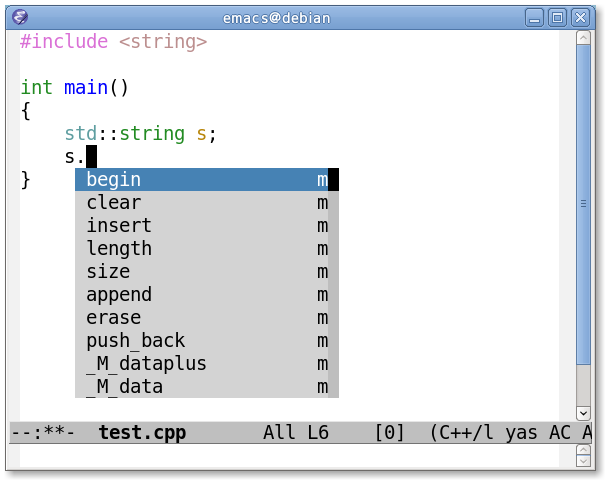 emacs@debian
#include <string>
int main()
{
std::string s;
s.
} begin m
clear m
insert m
length m
size m
append m
erase m
push_back m
_M_dataplus m
_M_data m
--:**- test.cpp All L6 [0] (C++/l yas AC A